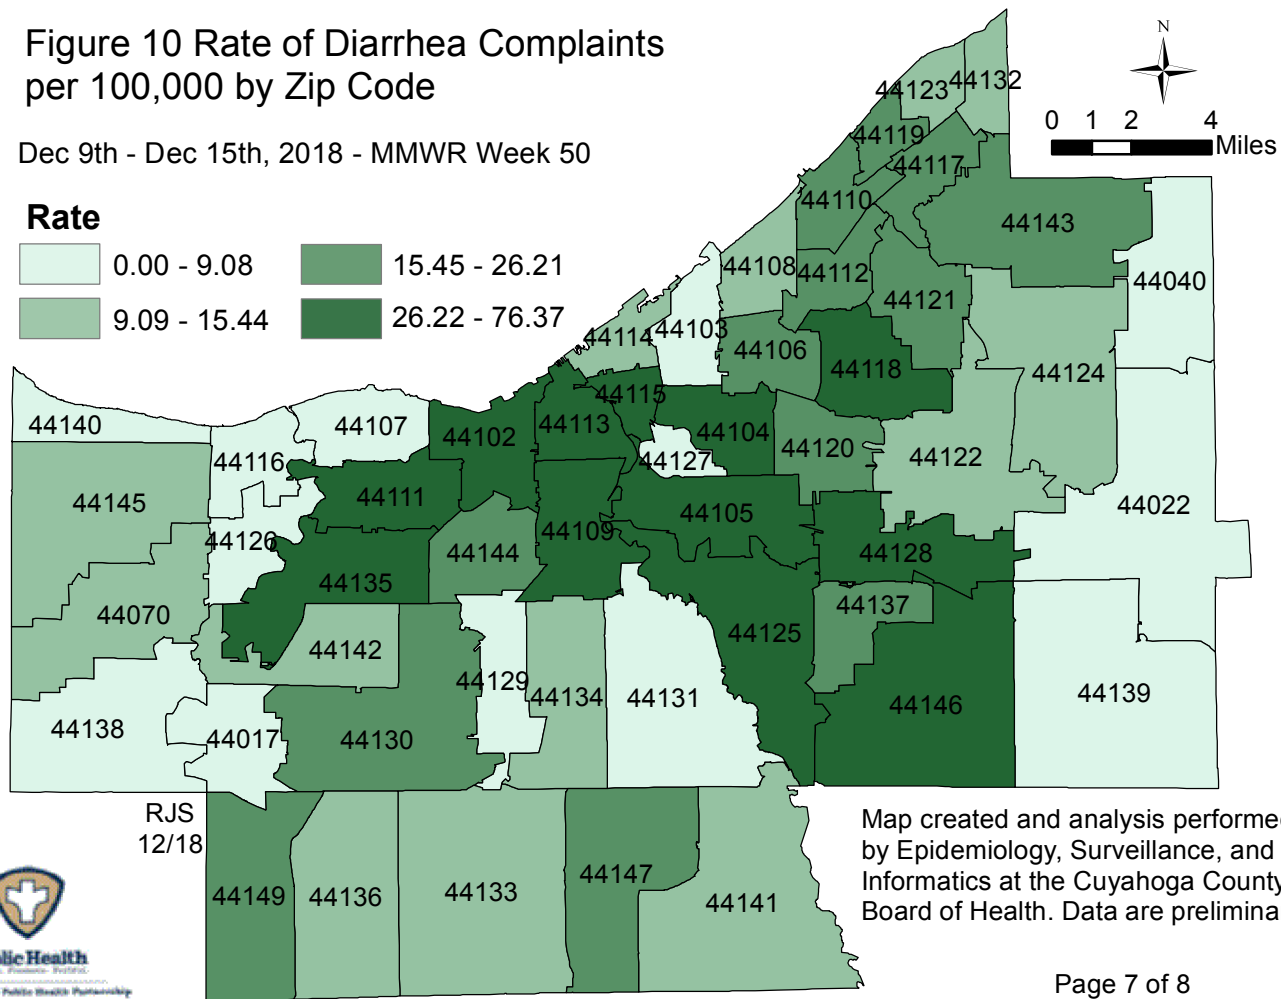 Figure 10 Rate of Diarrhea Complaints
per 100,000 by Zip Code
Dec 9th - Dec 15th, 2018 - MMWR Week 50
Rate
0.00 - 9.08
15.45 - 26.21
9.09 - 15.44
26.22 - 76.37
N
0 1 2 4
Miles
44123
44132
44119
44117
44110
44143
44108
44112
44040
44121
44114
44103
44106
44118
44124
44115
44140
44107
44102
44113
44104
44120
44116
44127
44122
44145
44111
44022
44105
44126
44109
44144
44128
44135
44070
44137
44125
44142
44129
44134
44131
44139
44146
44138
44017
44130
RJS
12/18
44149
44136
44133
44147
44141
Map created and analysis performe
by Epidemiology, Surveillance, and
Informatics at the Cuyahoga County
Board of Health. Data are prelimina
lic Health
Public Health Partnership
Page 7 of 8